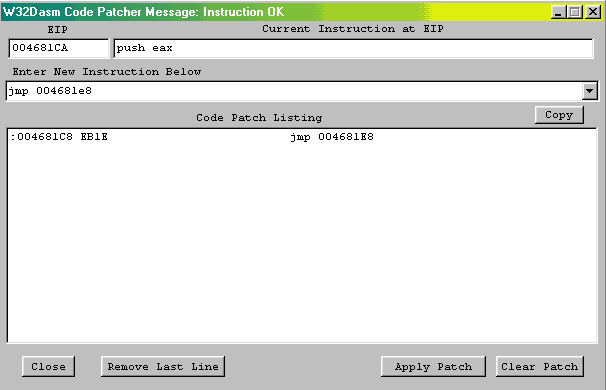 W32Dasm Code Patcher Message: Instruction OK
EIP Current Instruction at EIP
004681CA push eax
Enter New Instruction Below
jmp 004681e8
Code Patch Listing Copy
:004681C8 EB1E jmp 004681E8
Close Remove Last Line Apply Patch Clear Patch